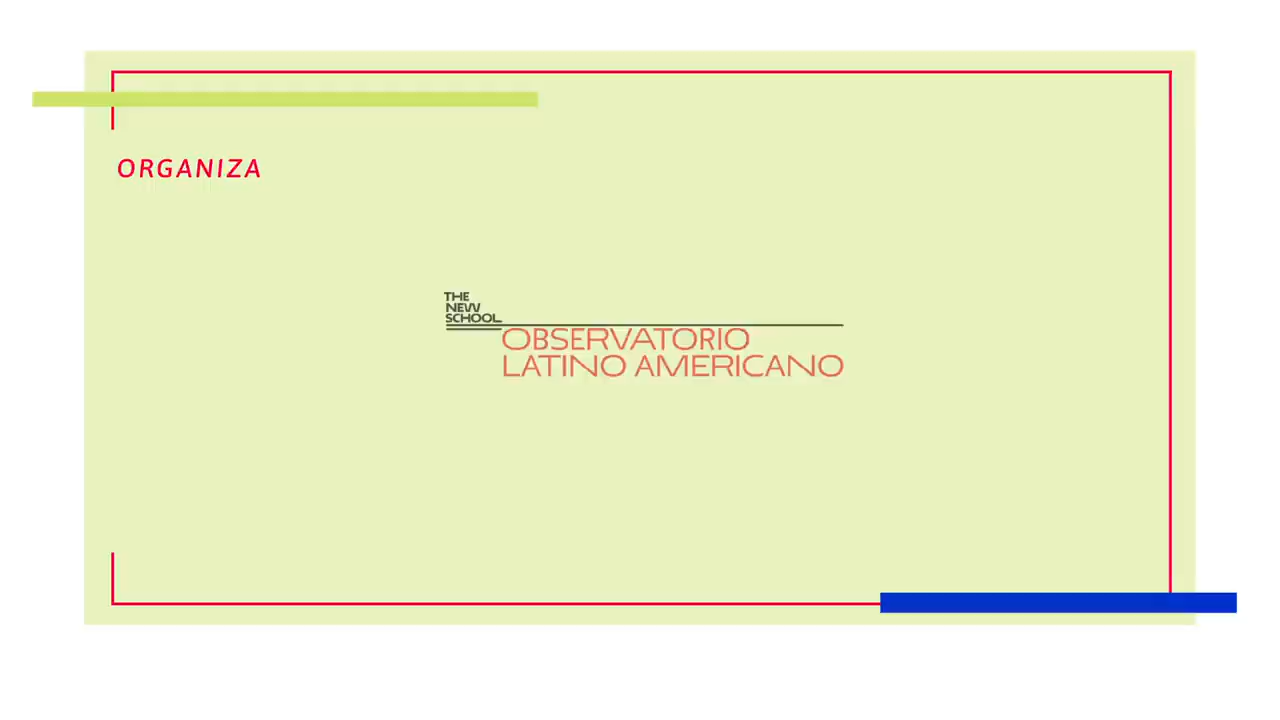 ORGANIZA
THE
NEW
SCHOOL
OBSERVATORIO
LATINO AMERICANO